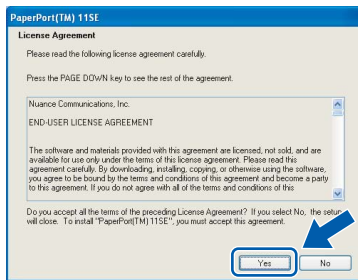 PaperPort(TM) 11SE
License Agreement
Please read the following license agreement carefully.
Press the PAGE DOWN key to see the rest of the agreement.
Nuance Communications, Inc.
END-USER LICENSE AGREEMENT
The software and materials provided with this agreement are licensed, not sold, and are
available for use only under the terms of this license agreement. Please read this
agreement carefully. By downloading, installing, copying, or otherwise using the software,
you agree to be bound by the terms and conditions of this agreement and become a party
to this agreement. If you do not agree with all of the terms and conditions of this
Do you accept all the terms of the preceding License Agreement? If you select No, the setup
will close. To install "PaperPort(TM) 11SE", you must accept this agreement.
Yes
No